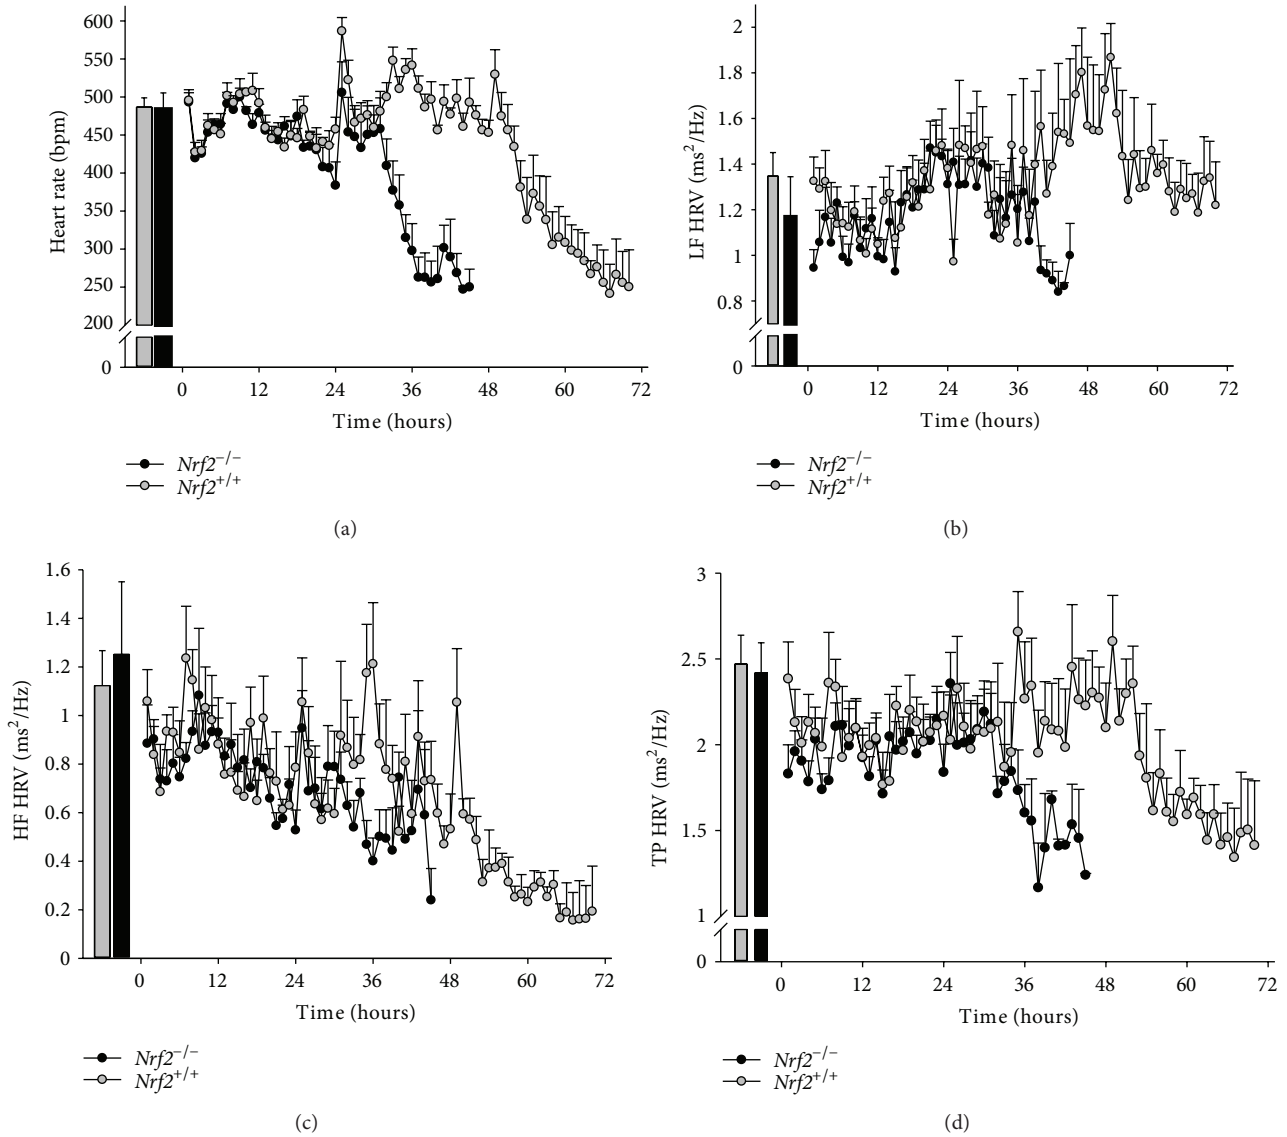 600
550
500
450
400
350
300
250
200
0
Heart rate (bpm)
0 12 24 36 48 60 72
Time (hours)
Nrf2−/−
Nrf2+/+
(a)
2
1.8
1.6
1.4
1.2
1
0.8
0
LF HRV (ms2/Hz)
0 12 24 36 48 60 72
Time (hours)
Nrf2−/−
Nrf2+/+
(b)
1.6
1.4
1.2
1
0.8
0.6
0.4
0.2
0
HF HRV (ms2/Hz)
0 12 24 36 48 60 72
Time (hours)
Nrf2−/−
Nrf2+/+
(c)
3
2.5
2
1.5
1
0
TP HRV (ms2/Hz)
0 12 24 36 48 60 72
Time (hours)
Nrf2−/−
Nrf2+/+
(d)